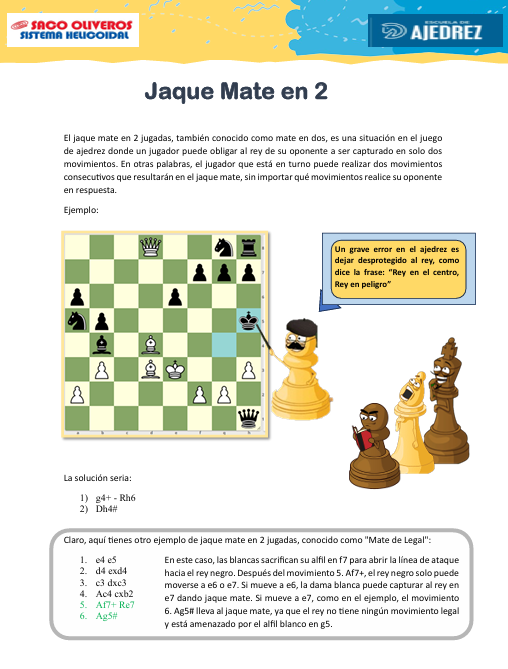 SACO OLIVEROS
SISTEMA HELICOIDAL
ESCUELA DE
AJEDREZ
Jaque Mate en 2
El jaque mate en 2 jugadas, también conocido como mate en dos, es una situación en el juego
de ajedrez donde un jugador puede obligar al rey de su oponente a ser capturado en solo dos
movimientos. En otras palabras, el jugador que está en turno puede realizar dos movimientos
consecutivos que resultarán en el jaque mate, sin importar qué movimientos realice su oponente
en respuesta.
Ejemplo:
Un grave error en el ajedrez es
dejar desprotegido al rey, como
dice la frase: “Rey en el centro,
Rey en peligro”
La solución seria:
1) g4+ - Rh6
2) Dh4#
Claro, aquí tienes otro ejemplo de jaque mate en 2 jugadas, conocido como "Mate de Legal":
1. e4 e5
2. d4 exd4
3. c3 dxc3
4. Ac4 cxb2
5. Af7+ Re7
6. Ag5#
En este caso, las blancas sacrifican su alfil en f7 para abrir la línea de ataque
hacia el rey negro. Después del movimiento 5. Af7+, el rey negro solo puede
moverse a e6 o e7. Si mueve a e6, la dama blanca puede capturar al rey en
e7 dando jaque mate. Si mueve a e7, como en el ejemplo, el movimiento
6. Ag5# lleva al jaque mate, ya que el rey no tiene ningún movimiento legal
y está amenazado por el alfil blanco en g5.